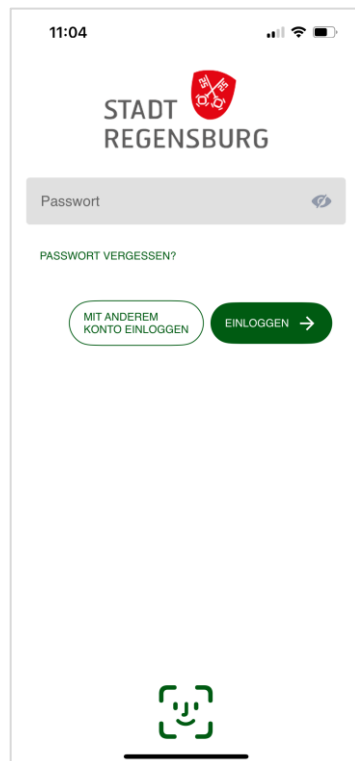 11:04
STADT
REGENSBURG
Passwort
PASSWORT VERGESSEN?
MIT ANDEREM
KONTO EINLOGGEN
EINLOGGEN